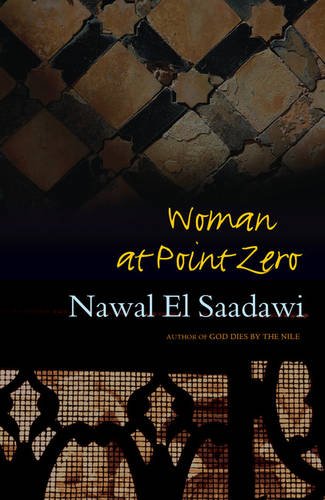 Woman
at Point Zero
Nawal El Saadawi
AUTHOR OF GOD DIES BY THE NILE